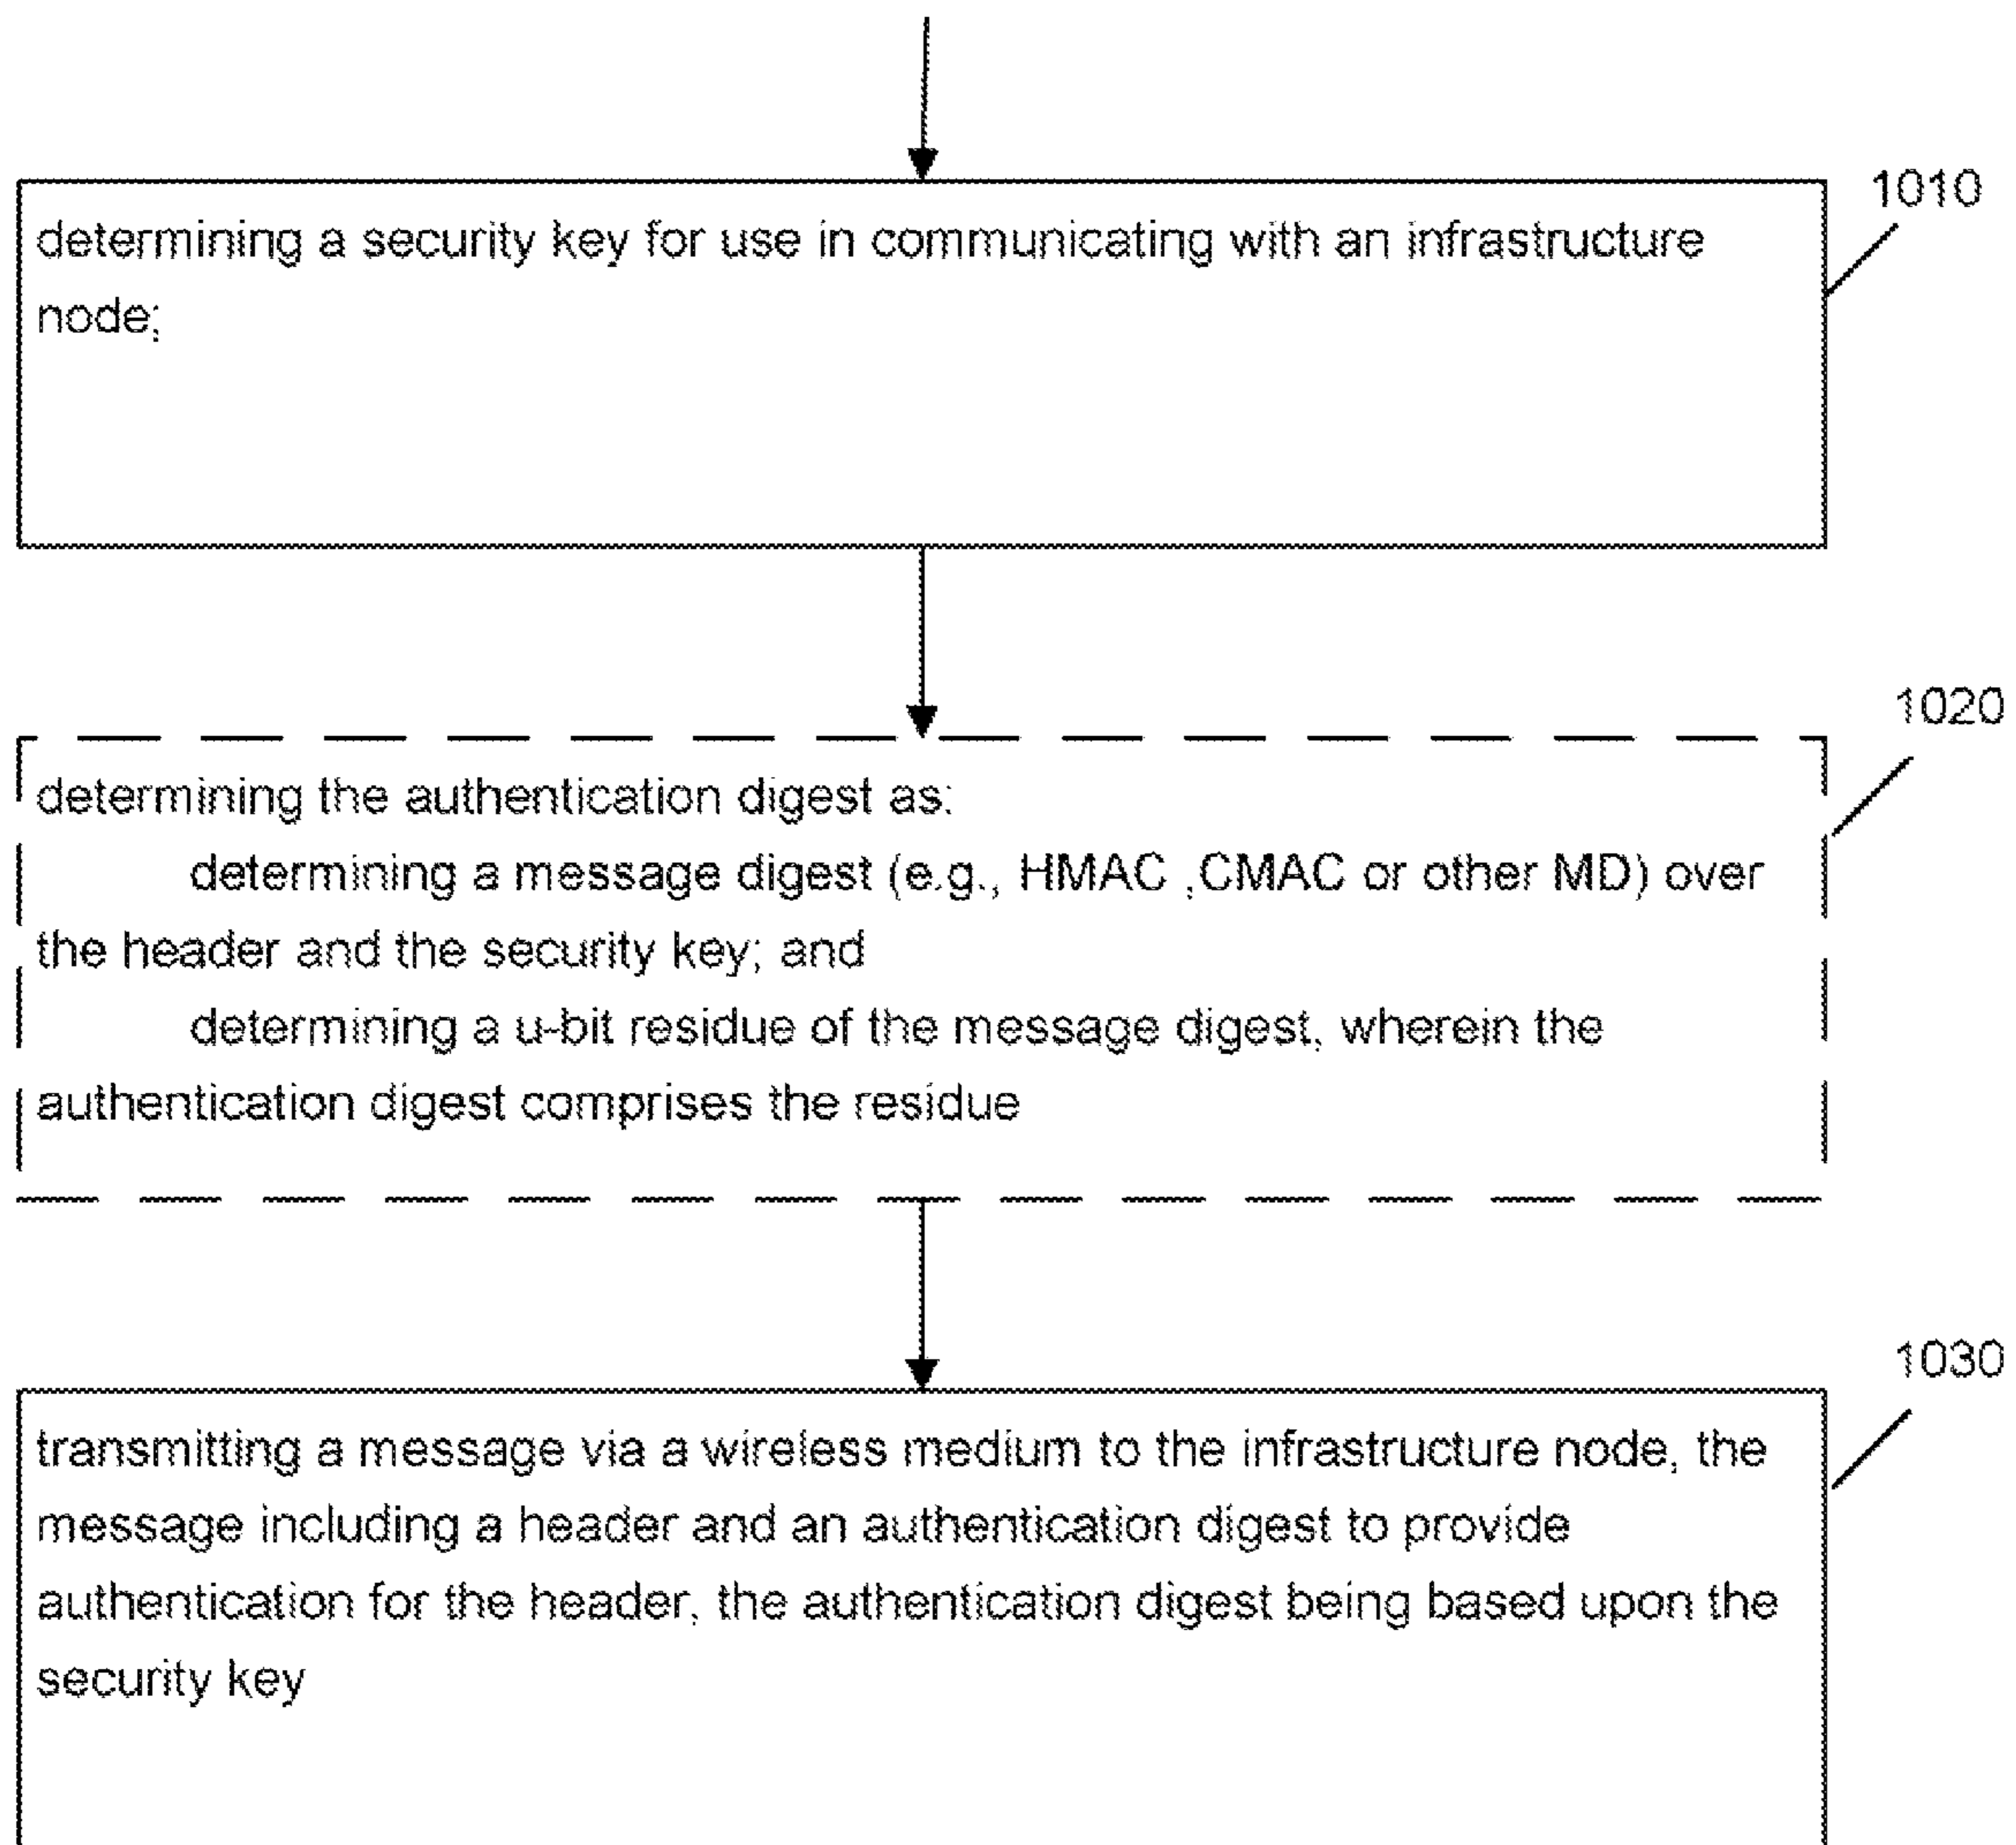 1010
determining a security key for use in communicating with an infrastructure
node;
1020
determining the authentication digest as:
determining a message digest (e.g., HMAC ,CMAC or other MD) over
the header and the security key; and
determining a u-bit residue of the message digest, wherein the
authentication digest comprises the residue
1030
transmitting a message via a wireless medium to the infrastructure node, the
message including a header and an authentication digest to provide
authentication for the header, the authentication digest being based upon the
security key